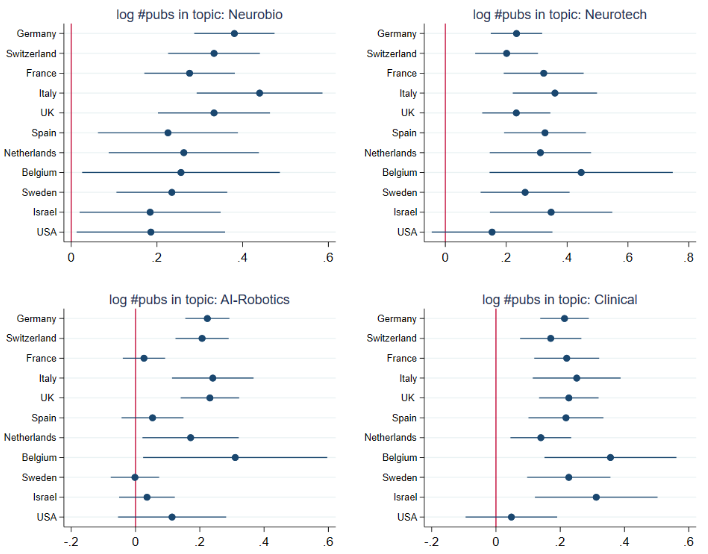 log #pubs in topic: Neurobio
Germany
Switzerland
France
Italy
UK
Spain
Netherlands
Belgium
Sweden
Israel
USA
0 .2 .4 .6
log #pubs in topic: Neurotech
Germany
Switzerland
France
Italy
UK
Spain
Netherlands
Belgium
Sweden
Israel
USA
0 .2 .4 .6 .8
log #pubs in topic: AI-Robotics
Germany
Switzerland
France
Italy
UK
Spain
Netherlands
Belgium
Sweden
Israel
USA
-.2 0 .2 .4 .6
log #pubs in topic: Clinical
Germany
Switzerland
France
Italy
UK
Spain
Netherlands
Belgium
Sweden
Israel
USA
-.2 0 .2 .4 .6